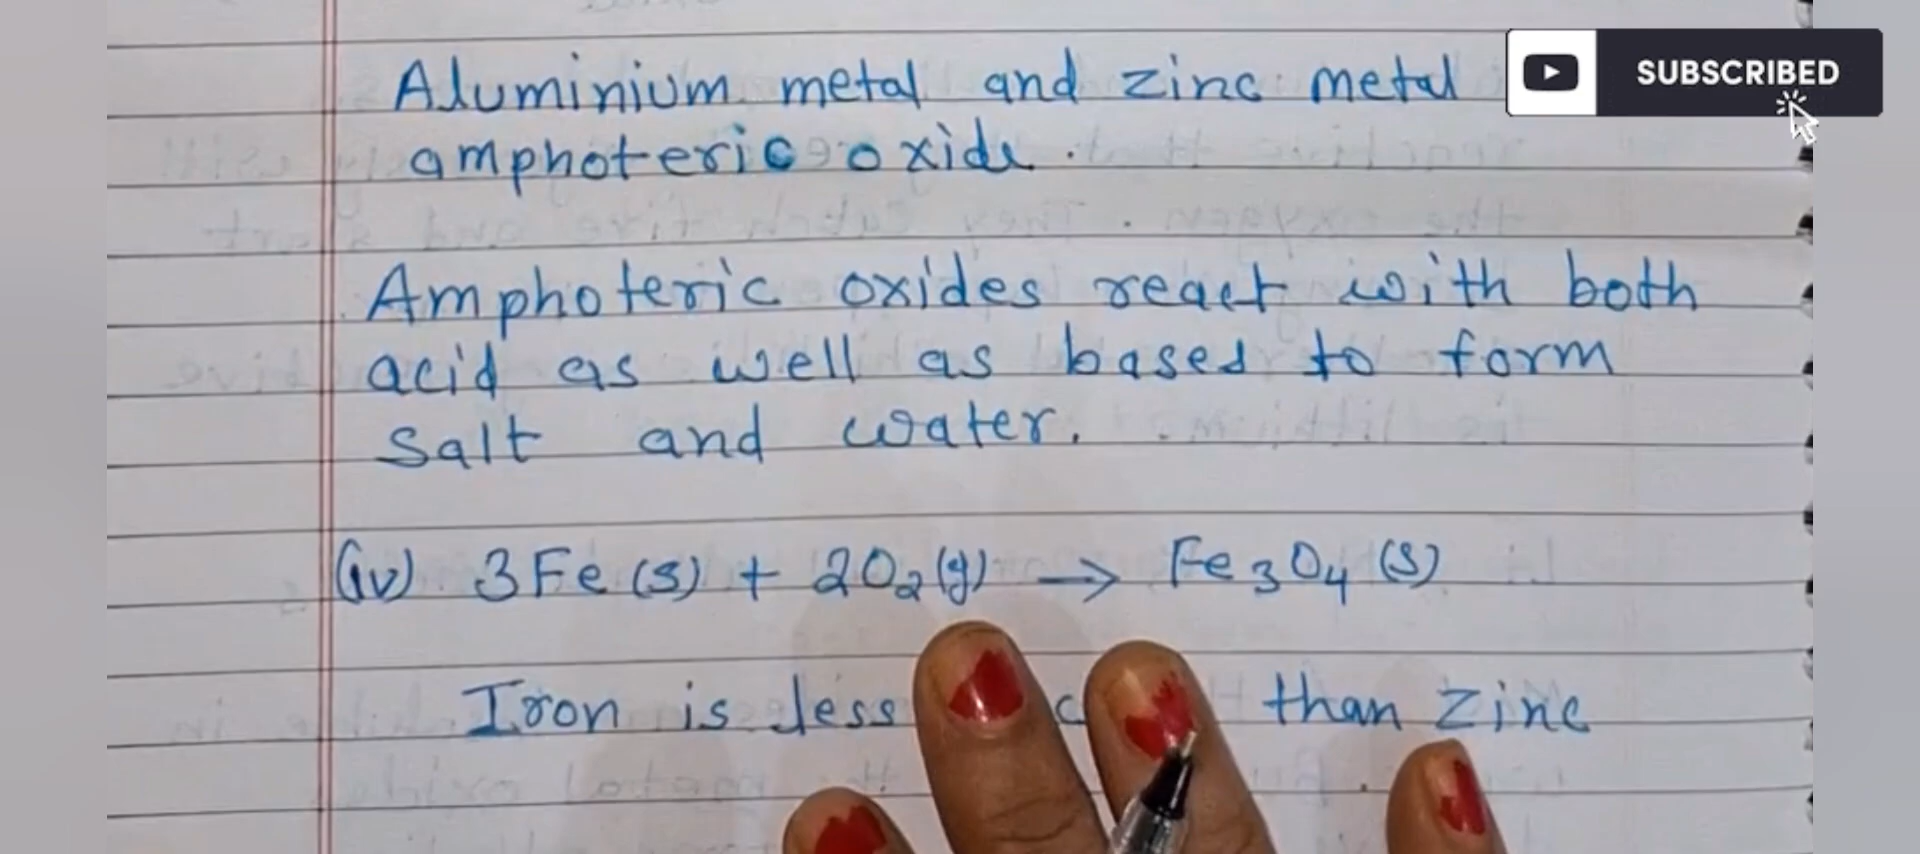 Aluminium metal and zinc metal
SUBSCRIBED
amphoteric oxide.
Amphoteric oxides react with both
acid as well as based to form
salt and water.
(iv) 3Fe(s) + 2O₂(g) → Fe₃O₄(s)
Iron is less than zinc